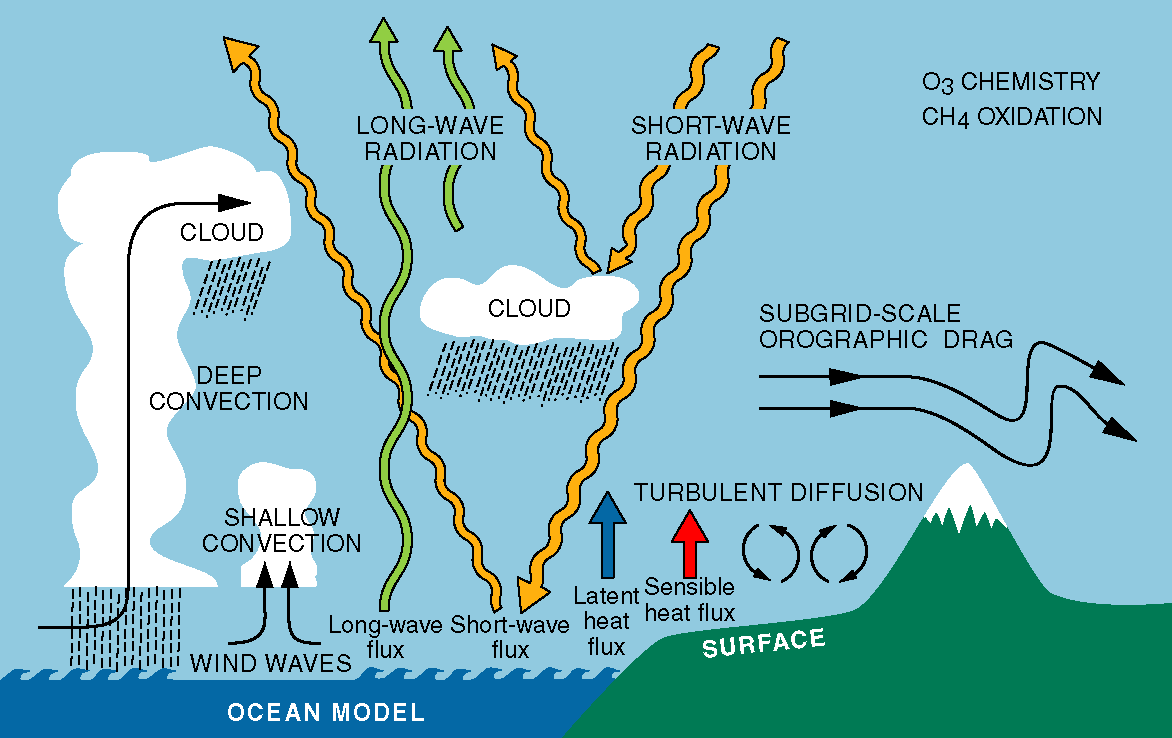 O3 CHEMISTRY
CH4 OXIDATION
LONG-WAVE
RADIATION
SHORT-WAVE
RADIATION
CLOUD
CLOUD
SUBGRID-SCALE
OROGRAPHIC DRAG
DEEP
CONVECTION
TURBULENT DIFFUSION
SHALLOW
CONVECTION
Long-wave
flux
Short-wave
flux
Latent
heat
flux
Sensible
heat flux
WIND WAVES
SURFACE
OCEAN MODEL